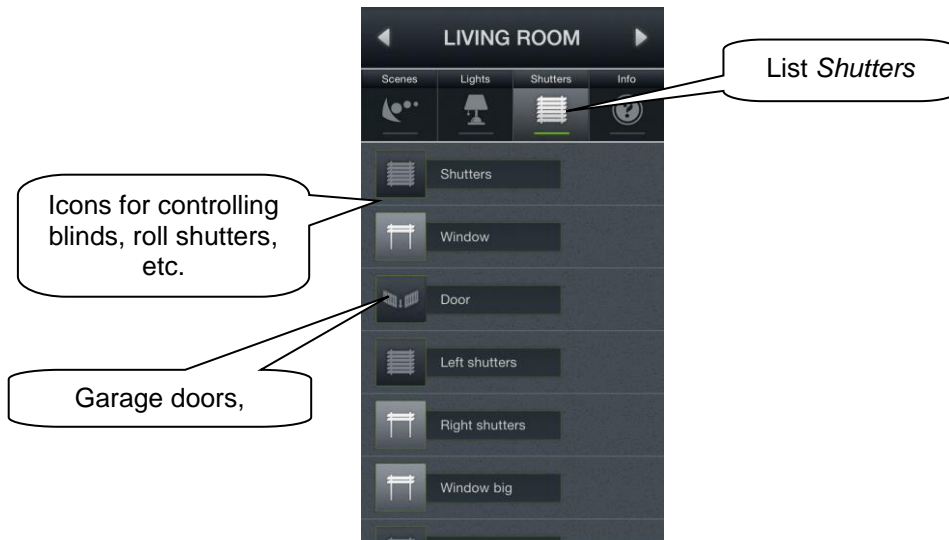 LIVING ROOM
Scenes Lights Shutters Info
List Shutters
Shutters
Icons for controlling
blinds, roll shutters,
etc.
Window
Door
Left shutters
Garage doors,
Right shutters
Window big